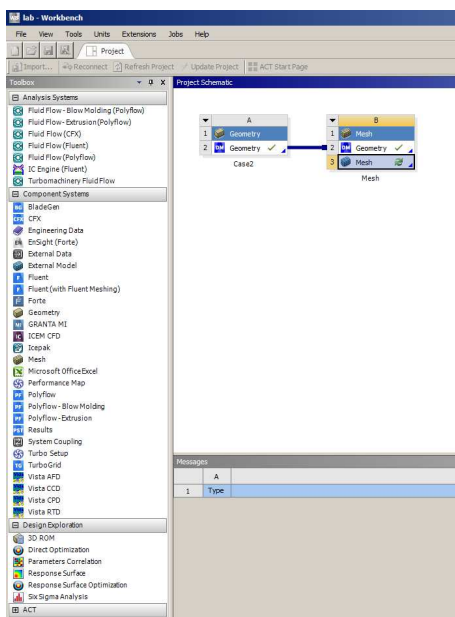 lab - Workbench
File View Tools Units Extensions Jobs Help
Project
Import... Reconnect Refresh Project Update Project ACT Start Page
Toolbox
Project Schematic
Analysis Systems
Fluid Flow - Blow Molding (Polyflow)
Fluid Flow - Extrusion (Polyflow)
Fluid Flow (CFX)
Fluid Flow (Fluent)
Fluid Flow (Polyflow)
IC Engine (Fluent)
Turbomachinery Fluid Flow
Component Systems
BladeGen
CFX
Engineering Data
EnSight (Forte)
External Data
External Model
Fluent
Fluent (with Fluent Meshing)
Forte
Geometry
GRANTA MI
ICEM CFD
Icepak
Mesh
Microsoft Office Excel
Performance Map
Polyflow
Polyflow - Blow Molding
Polyflow - Extrusion
Results
System Coupling
Turbo Setup
TurboGrid
Vista AFD
Vista CCD
Vista CPD
Vista RTD
Design Exploration
3D ROM
Direct Optimization
Parameters Correlation
Response Surface
Response Surface Optimization
Six Sigma Analysis
ACT
A
1 Geometry
2 DM Geometry
Case2
B
1 Mesh
2 DM Geometry
3 Mesh
Mesh
Messages
A
1 Type